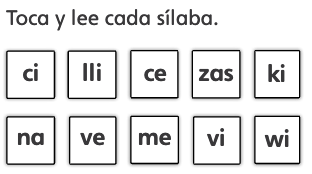 Toca y lee cada sílaba.
ci lli ce zas ki
na ve me vi wi